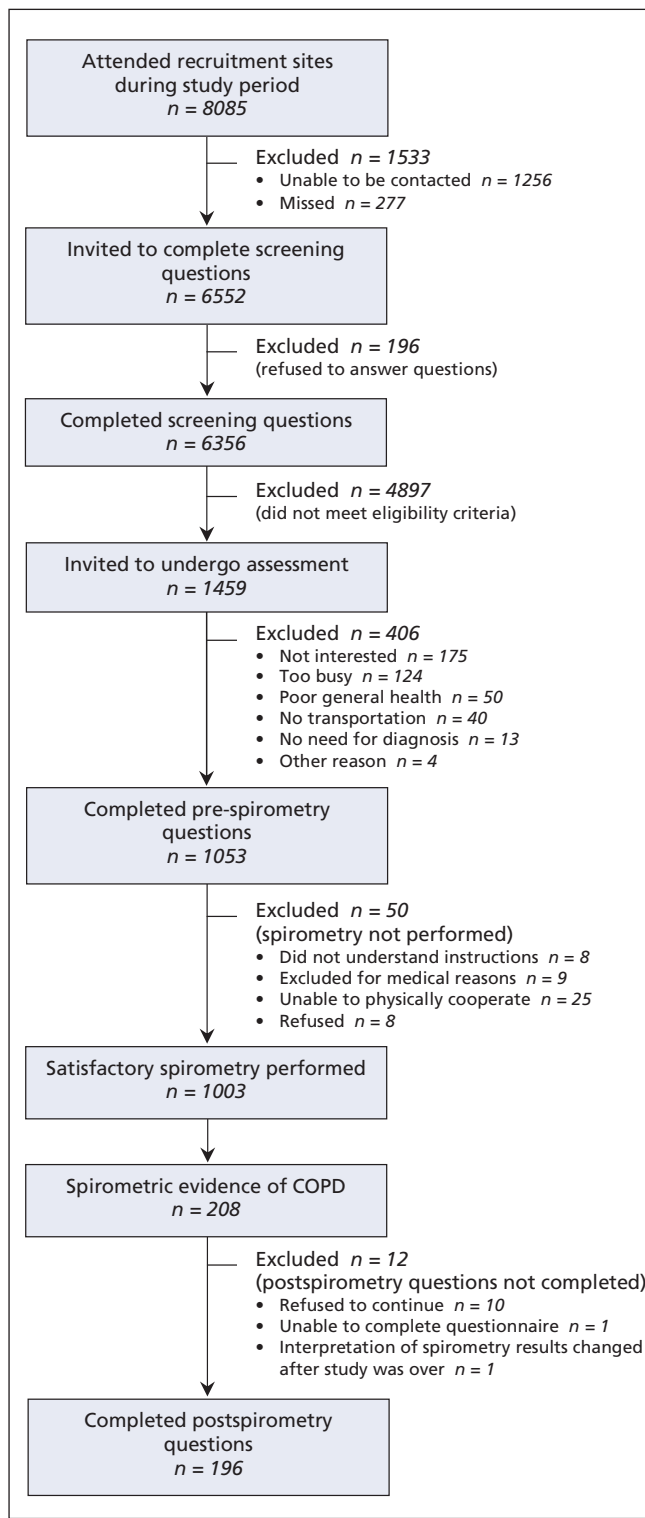 Attended recruitment sites
during study period
n = 8085
Excluded n = 1533
• Unable to be contacted n = 1256
• Missed n = 277
Invited to complete screening
questions
n = 6552
Excluded n = 196
(refused to answer questions)
Completed screening questions
n = 6356
Excluded n = 4897
(did not meet eligibility criteria)
Invited to undergo assessment
n = 1459
Excluded n = 406
• Not interested n = 175
• Too busy n = 124
• Poor general health n = 50
• No transportation n = 40
• No need for diagnosis n = 13
• Other reason n = 4
Completed pre-spirometry
questions
n = 1053
Excluded n = 50
(spirometry not performed)
• Did not understand instructions n = 8
• Excluded for medical reasons n = 9
• Unable to physically cooperate n = 25
• Refused n = 8
Satisfactory spirometry performed
n = 1003
Spirometric evidence of COPD
n = 208
Excluded n = 12
(postspirometry questions not completed)
• Refused to continue n = 10
• Unable to complete questionnaire n = 1
• Interpretation of spirometry results changed
after study was over n = 1
Completed postspirometry
questions
n = 196